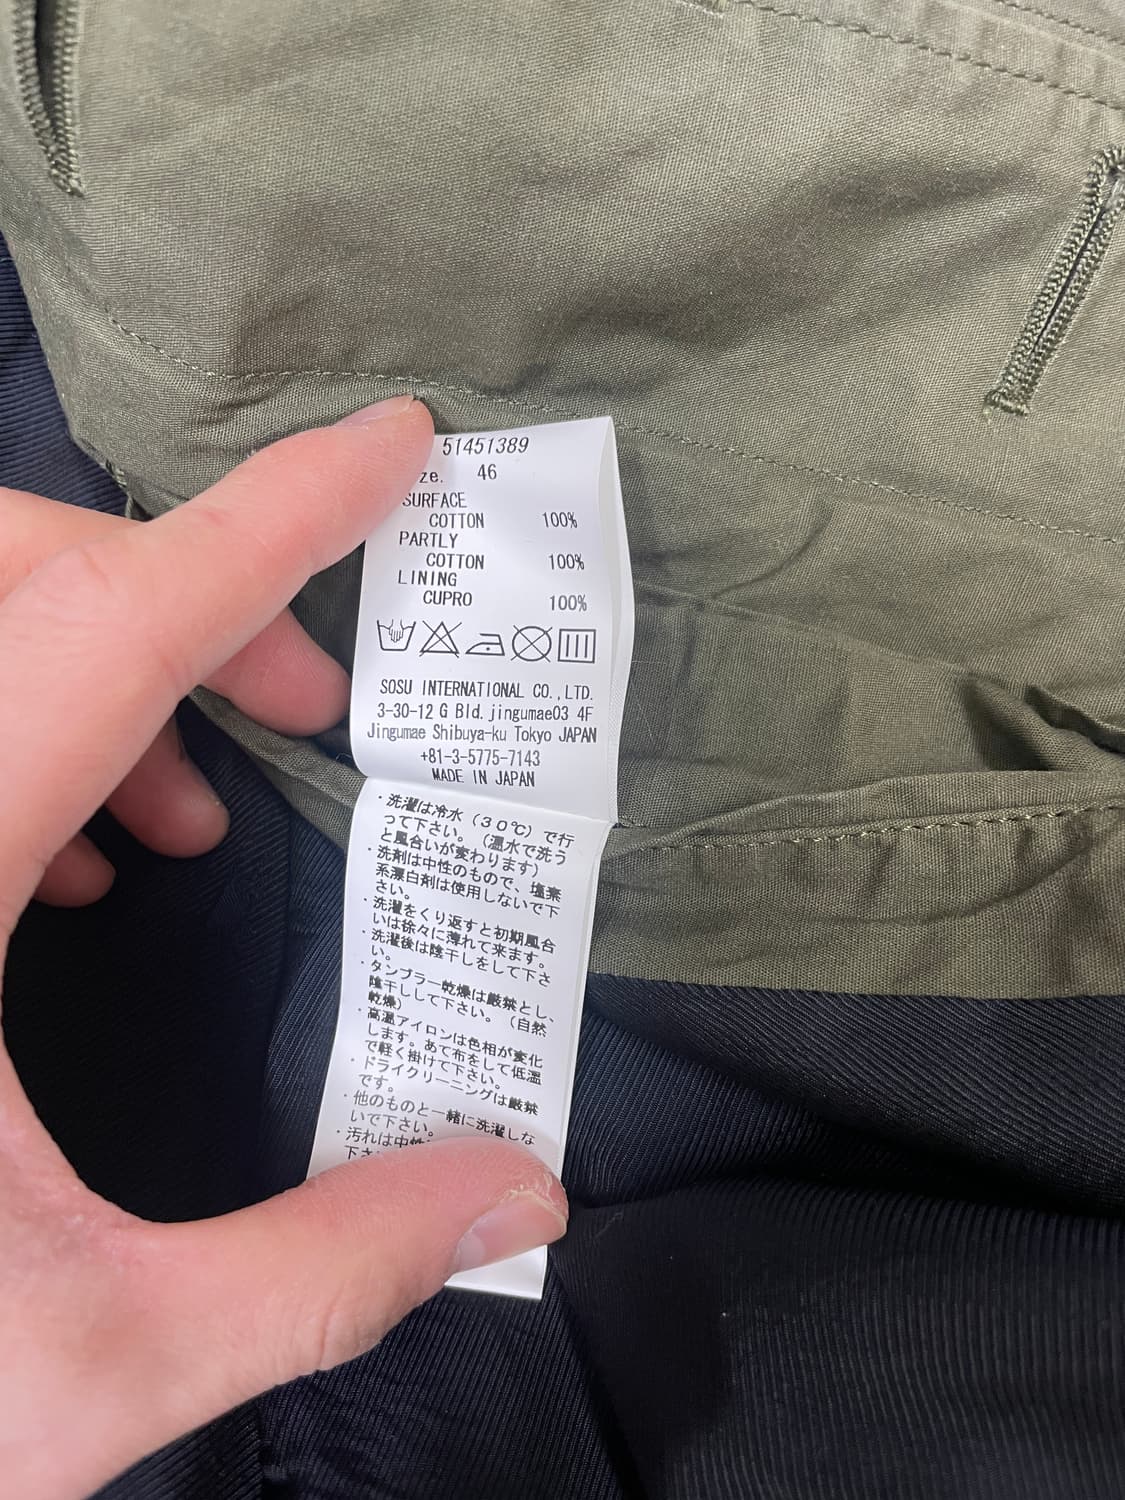 51451389
ze. 46
SURFACE
COTTON 100%
PARTLY
COTTON 100%
LINING
CUPRO 100%
SOSU INTERNATIONAL CO.,LTD.
3-30-12 G Bld.jingumae03 4F
Jingumae Shibuya-ku Tokyo JAPAN
+81-3-5775-7143
MADE IN JAPAN
・洗濯は冷水(30℃)で行
って下さい。(温水で洗う
と風合いが変わります)
・洗剤は中性のもので、塩素
系漂白剤は使用しないで下
さい。
・洗濯をくり返すと初期風合
いは徐々に薄れて来ます。
・洗濯後は陰干しをして下さ
い。
・タンブラー乾燥は厳禁とし、
陰干しして下さい。(自然
乾燥)
・高温アイロンは色相が変化
します。あて布をして低温
で軽く掛けて下さい。
・ドライクリーニングは厳禁
です。
・他のものと一緒に洗濯しな
いで下さい。
・汚れは中性
下さ